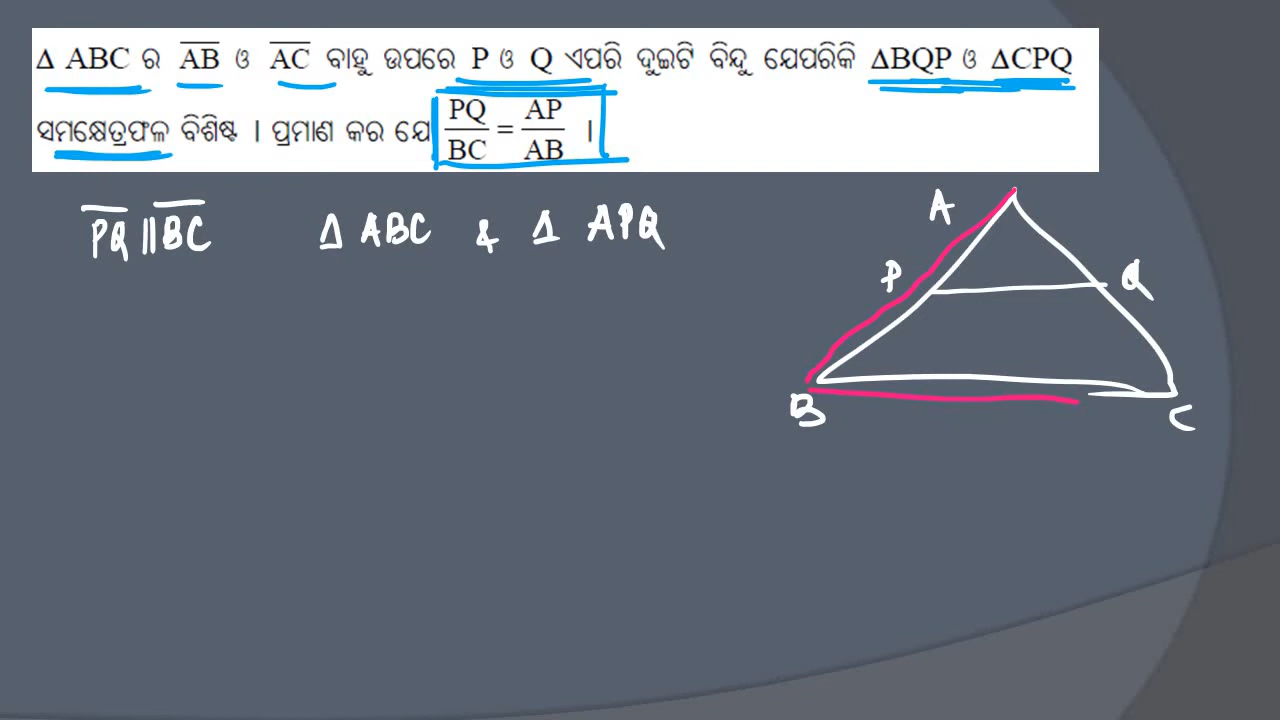 Δ ABC ର AB ଓ AC ବାହୁ ଉପରେ P ଓ Q ଏପରି ଦୁଇଟି ବିନ୍ଦୁ ଯେପରିକି ΔBQP ଓ ΔCPQ
ସମକ୍ଷେତ୍ରଫଳ ବିଶିଷ୍ଟ । ପ୍ରମାଣ କର ଯେ PQ/BC = AP/AB ।
PQ || BC Δ ABC & Δ APQ
A
P
Q
B
C